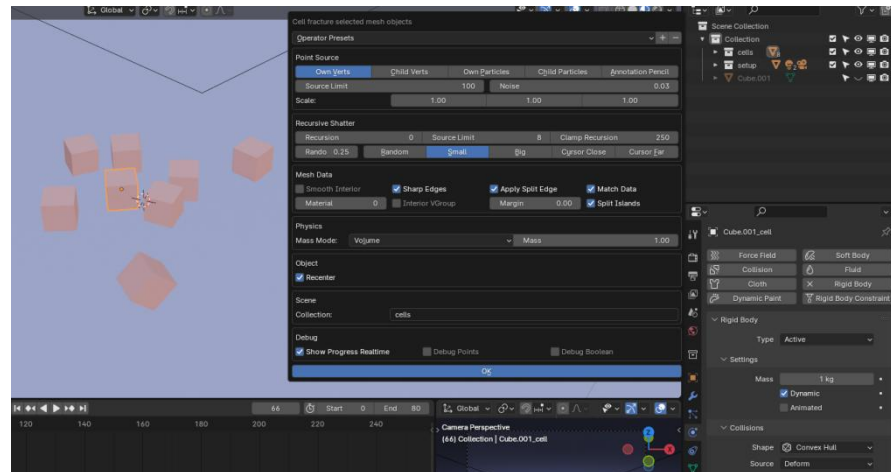 Global
Cell fracture selected mesh objects
Operator Presets
Point Source
Own Verts Child Verts Own Particles Child Particles Annotation Pencil
Source Limit 100 Noise 0.03
Scale: 1.00 1.00 1.00
Recursive Shatter
Recursion 0 Source Limit 8 Clamp Recursion 250
Rando 0.25 Random Small Big Cursor Close Cursor Far
Mesh Data
Smooth Interior Sharp Edges Apply Split Edge Match Data
Material 0 Interior VGroup Margin 0.00 Split Islands
Physics
Mass Mode: Volume Mass 1.00
Object
Recenter
Scene
Collection: cells
Debug
Show Progress Realtime Debug Points Debug Boolean
OK
66 Start 0 End 80
120 140 160 180 200 220 240
Global
Camera Perspective
(66) Collection | Cube.001_cell
Scene Collection
Collection
cells
setup
Cube.001
Cube.001_cell
Force Field Soft Body
Collision Fluid
Cloth Rigid Body
Dynamic Paint Rigid Body Constraint
Rigid Body
Type Active
Settings
Mass 1 kg
Dynamic
Animated
Collisions
Shape Convex Hull
Source Deform